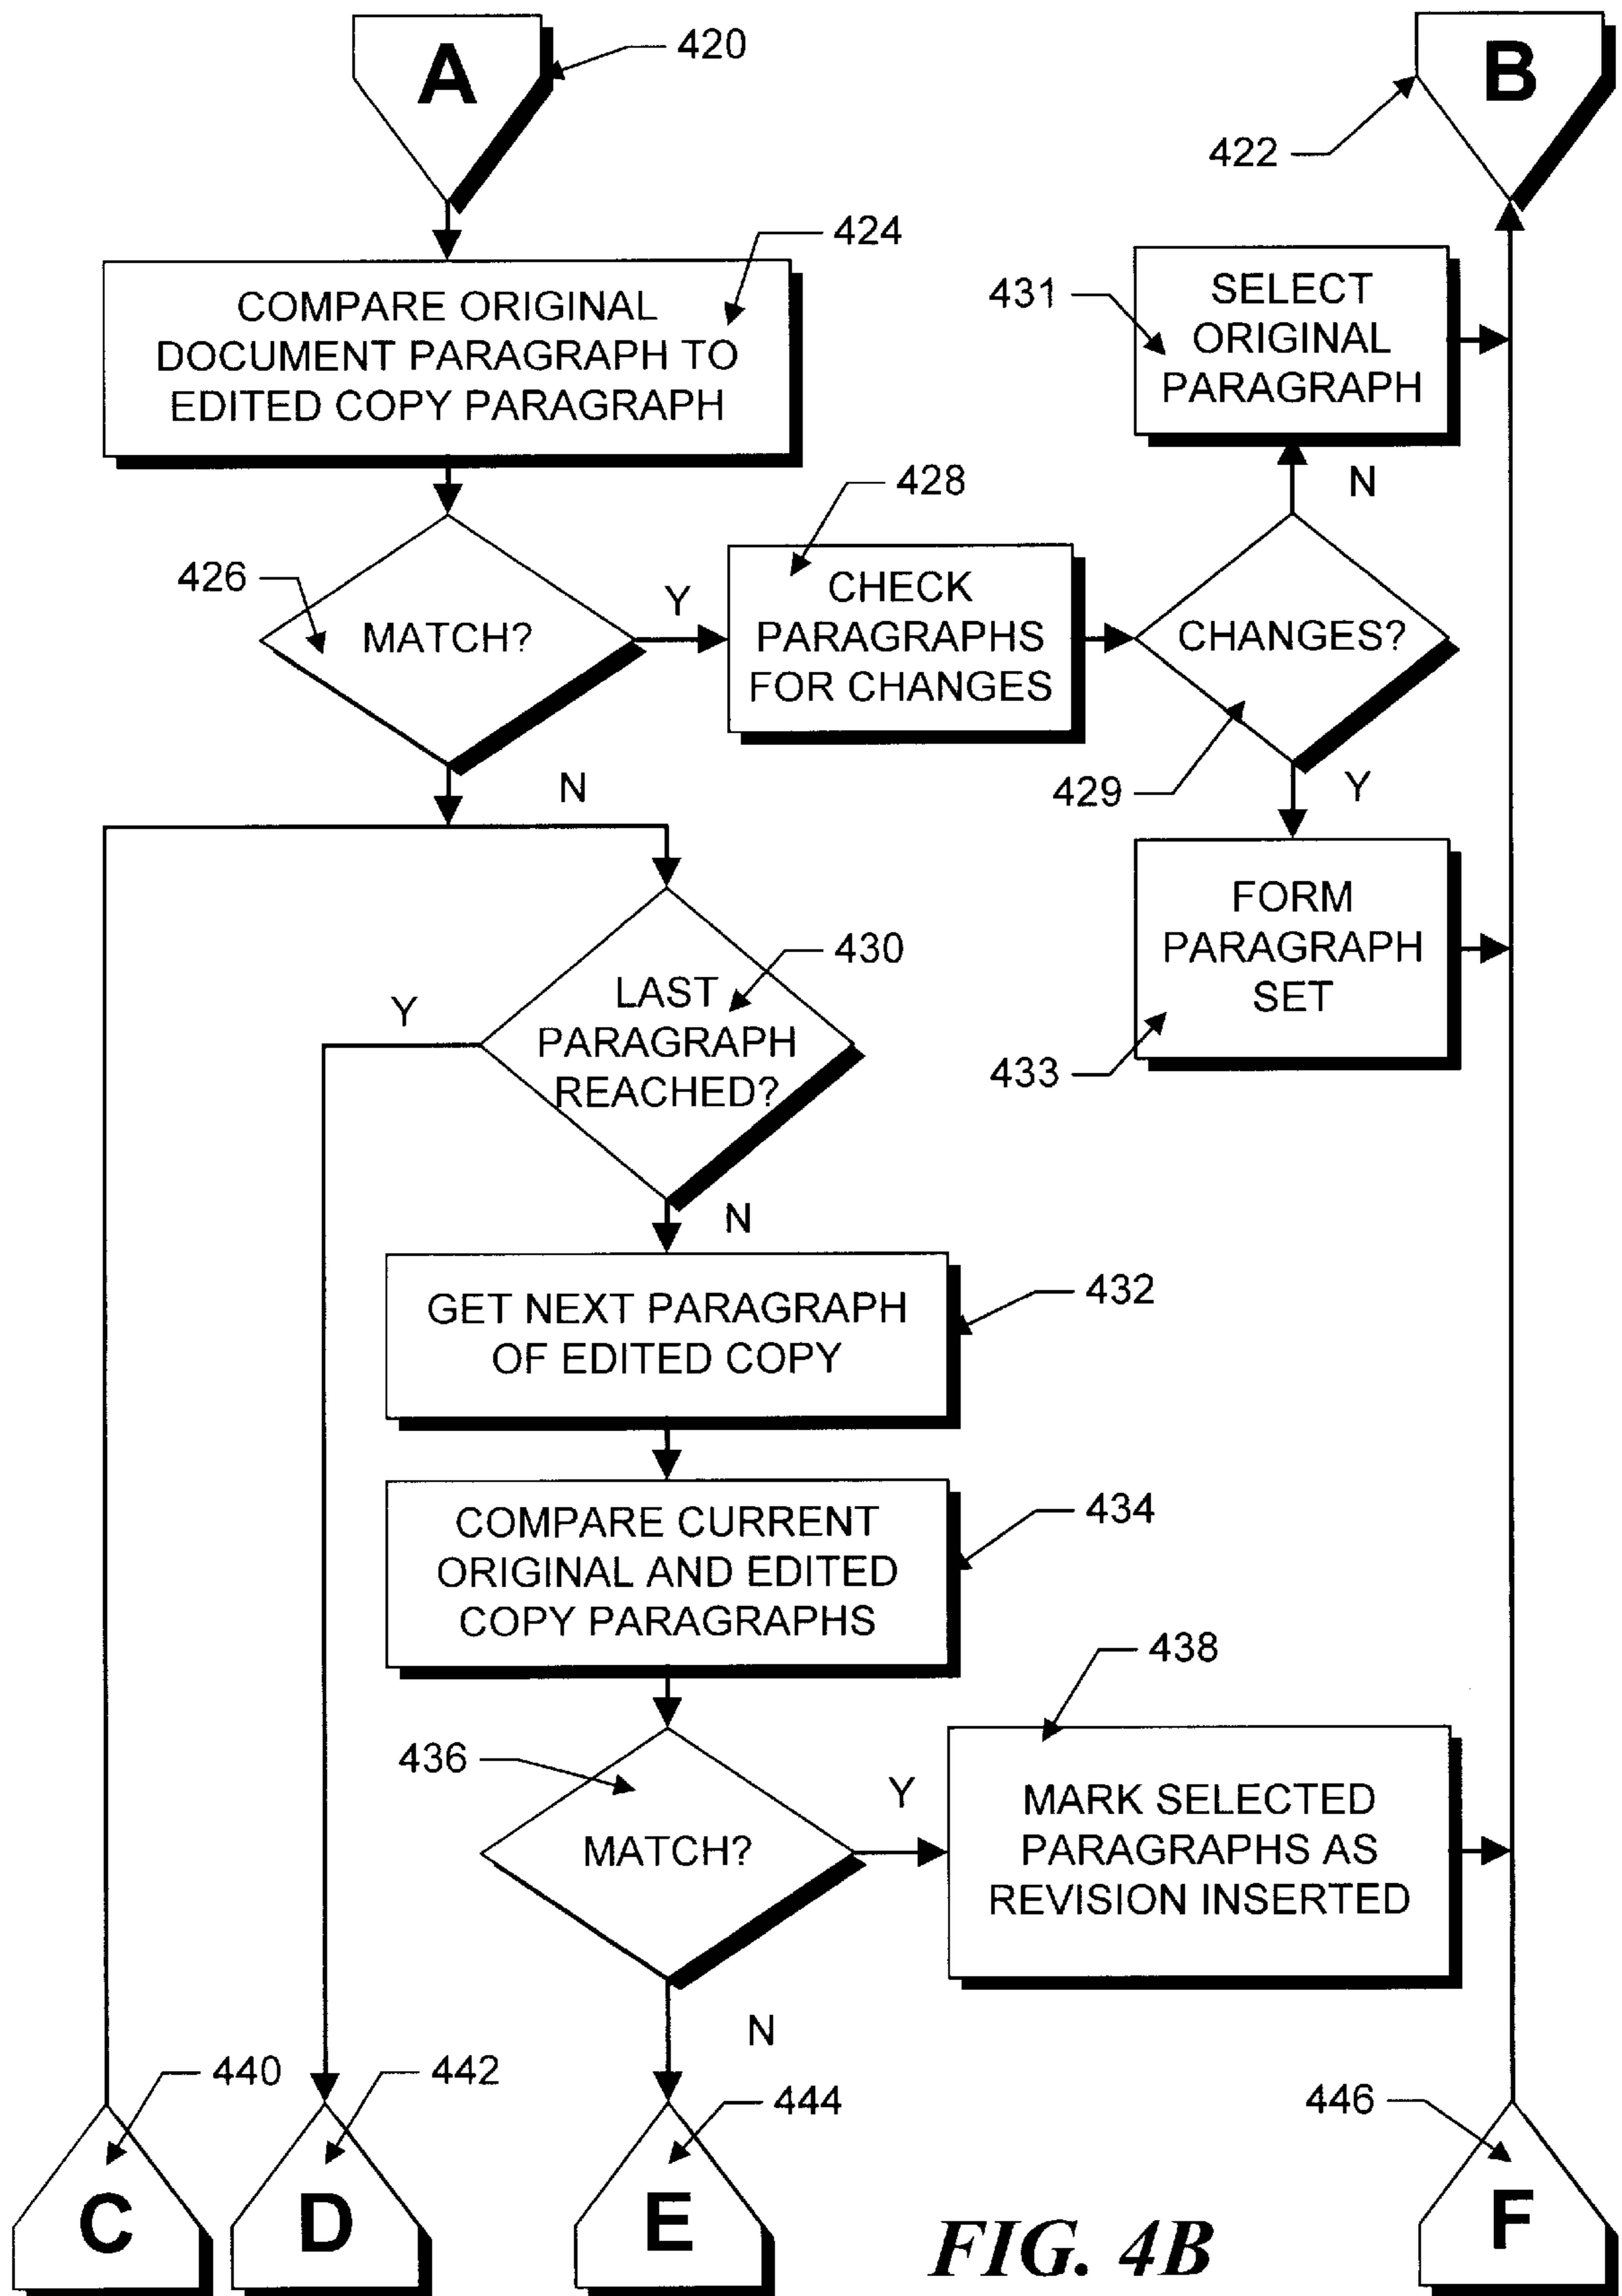 A
420
B
422
424
COMPARE ORIGINAL
DOCUMENT PARAGRAPH TO
EDITED COPY PARAGRAPH
431
SELECT
ORIGINAL
PARAGRAPH
N
426
MATCH?
Y
428
CHECK
PARAGRAPHS
FOR CHANGES
CHANGES?
429
Y
N
FORM
PARAGRAPH
SET
433
430
LAST
PARAGRAPH
REACHED?
Y
N
GET NEXT PARAGRAPH
OF EDITED COPY
432
COMPARE CURRENT
ORIGINAL AND EDITED
COPY PARAGRAPHS
434
436
MATCH?
Y
438
MARK SELECTED
PARAGRAPHS AS
REVISION INSERTED
N
440
442
444
446
C
D
E
F
FIG. 4B